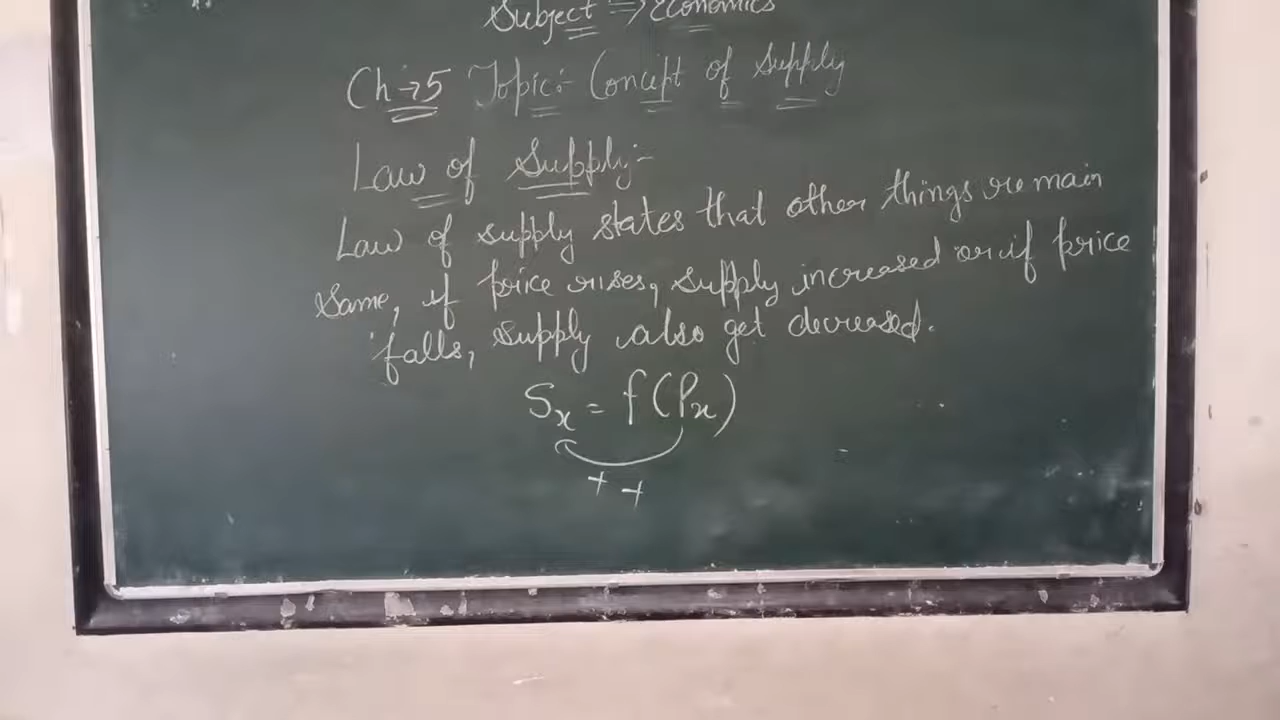 Subject => Economics
Ch->5 Topic:- Concept of Supply
Law of Supply:-
Law of supply states that other things remain
same, if price rises, supply increased or if price
falls, supply also get decreased.
Sx = f(Px)
+ +